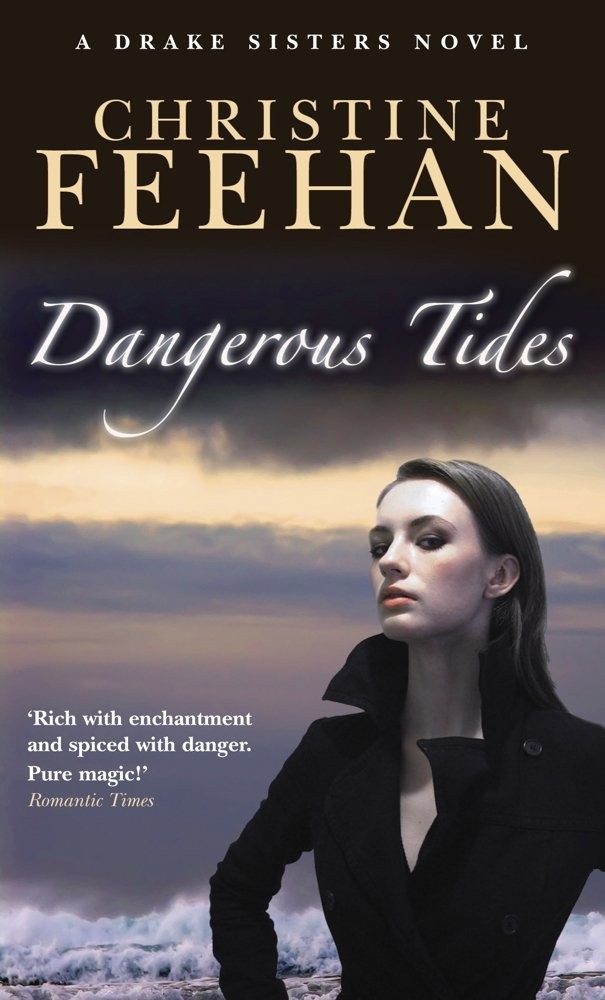 A DRAKE SISTERS NOVEL
CHRISTINE
FEEHAN
Dangerous Tides
‘Rich with enchantment
and spiced with danger.
Pure magic!’
Romantic Times